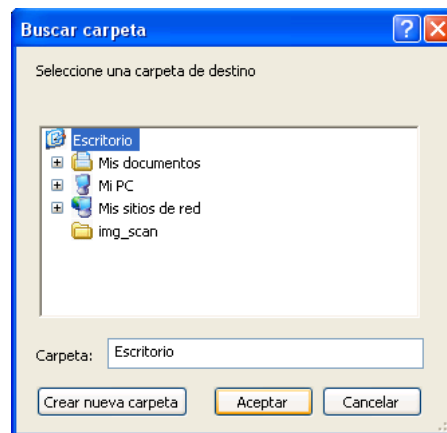 Buscar carpeta
Seleccione una carpeta de destino
Escritorio
Mis documentos
Mi PC
Mis sitios de red
img_scan
Carpeta: Escritorio
Crear nueva carpeta Aceptar Cancelar